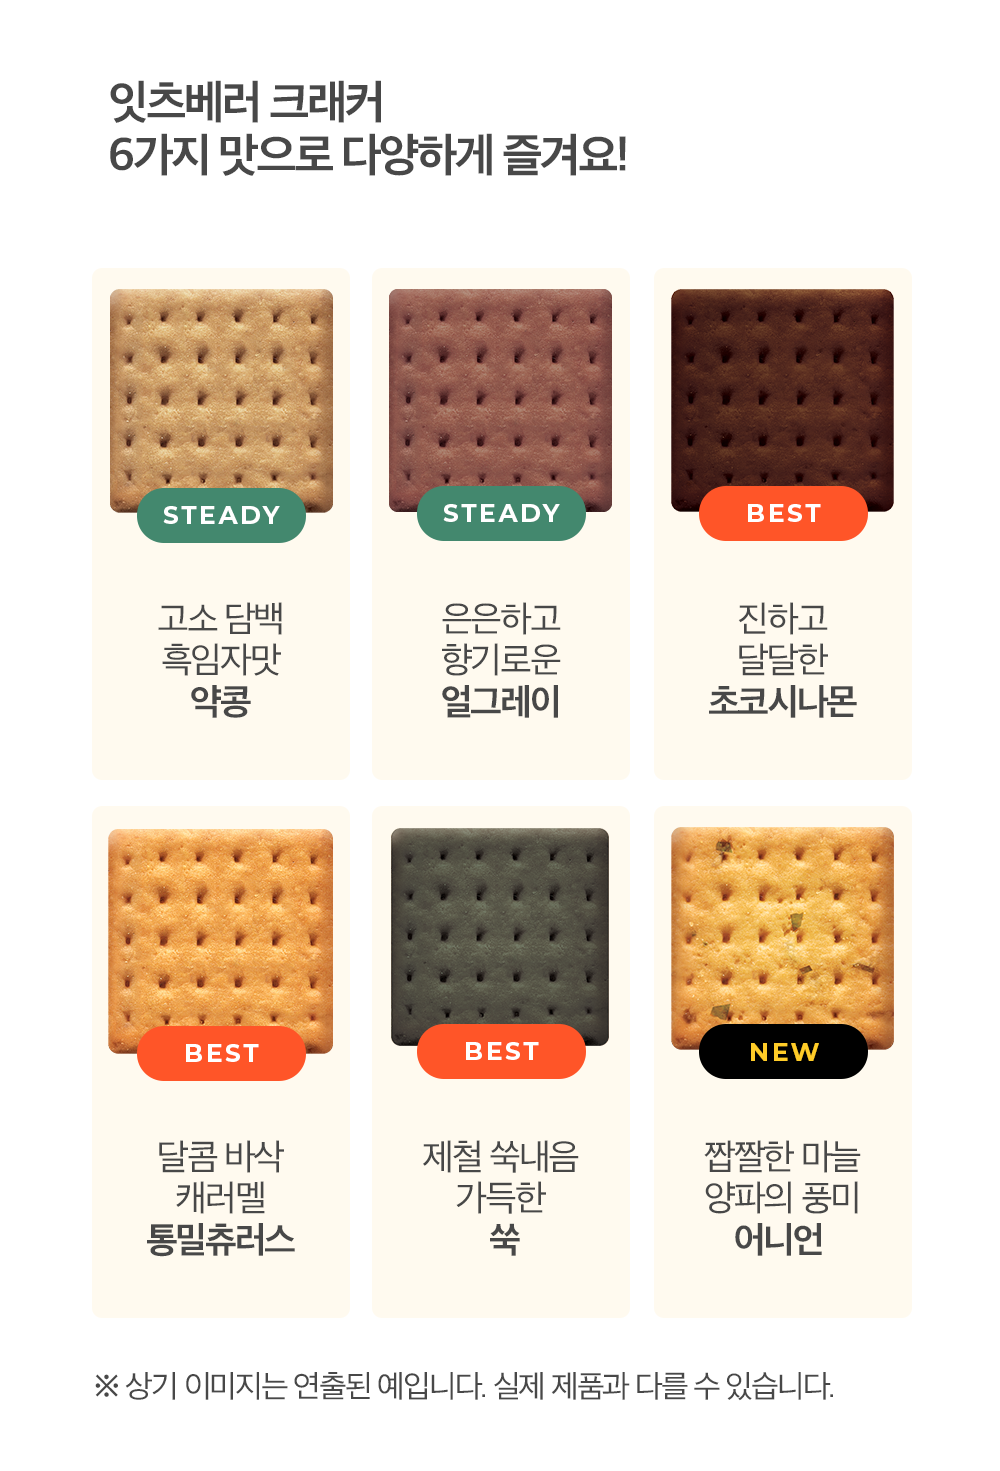 잇츠베러 크래커
6가지 맛으로 다양하게 즐겨요!
STEADY
고소 담백
흑임자맛
약콩
STEADY
은은하고
향기로운
얼그레이
BEST
진하고
달달한
초코시나몬
BEST
달콤 바삭
캐러멜
통밀츄러스
BEST
제철 쑥내음
가득한
쑥
NEW
짭짤한 마늘
양파의 풍미
어니언
※ 상기 이미지는 연출된 예입니다. 실제 제품과 다를 수 있습니다.